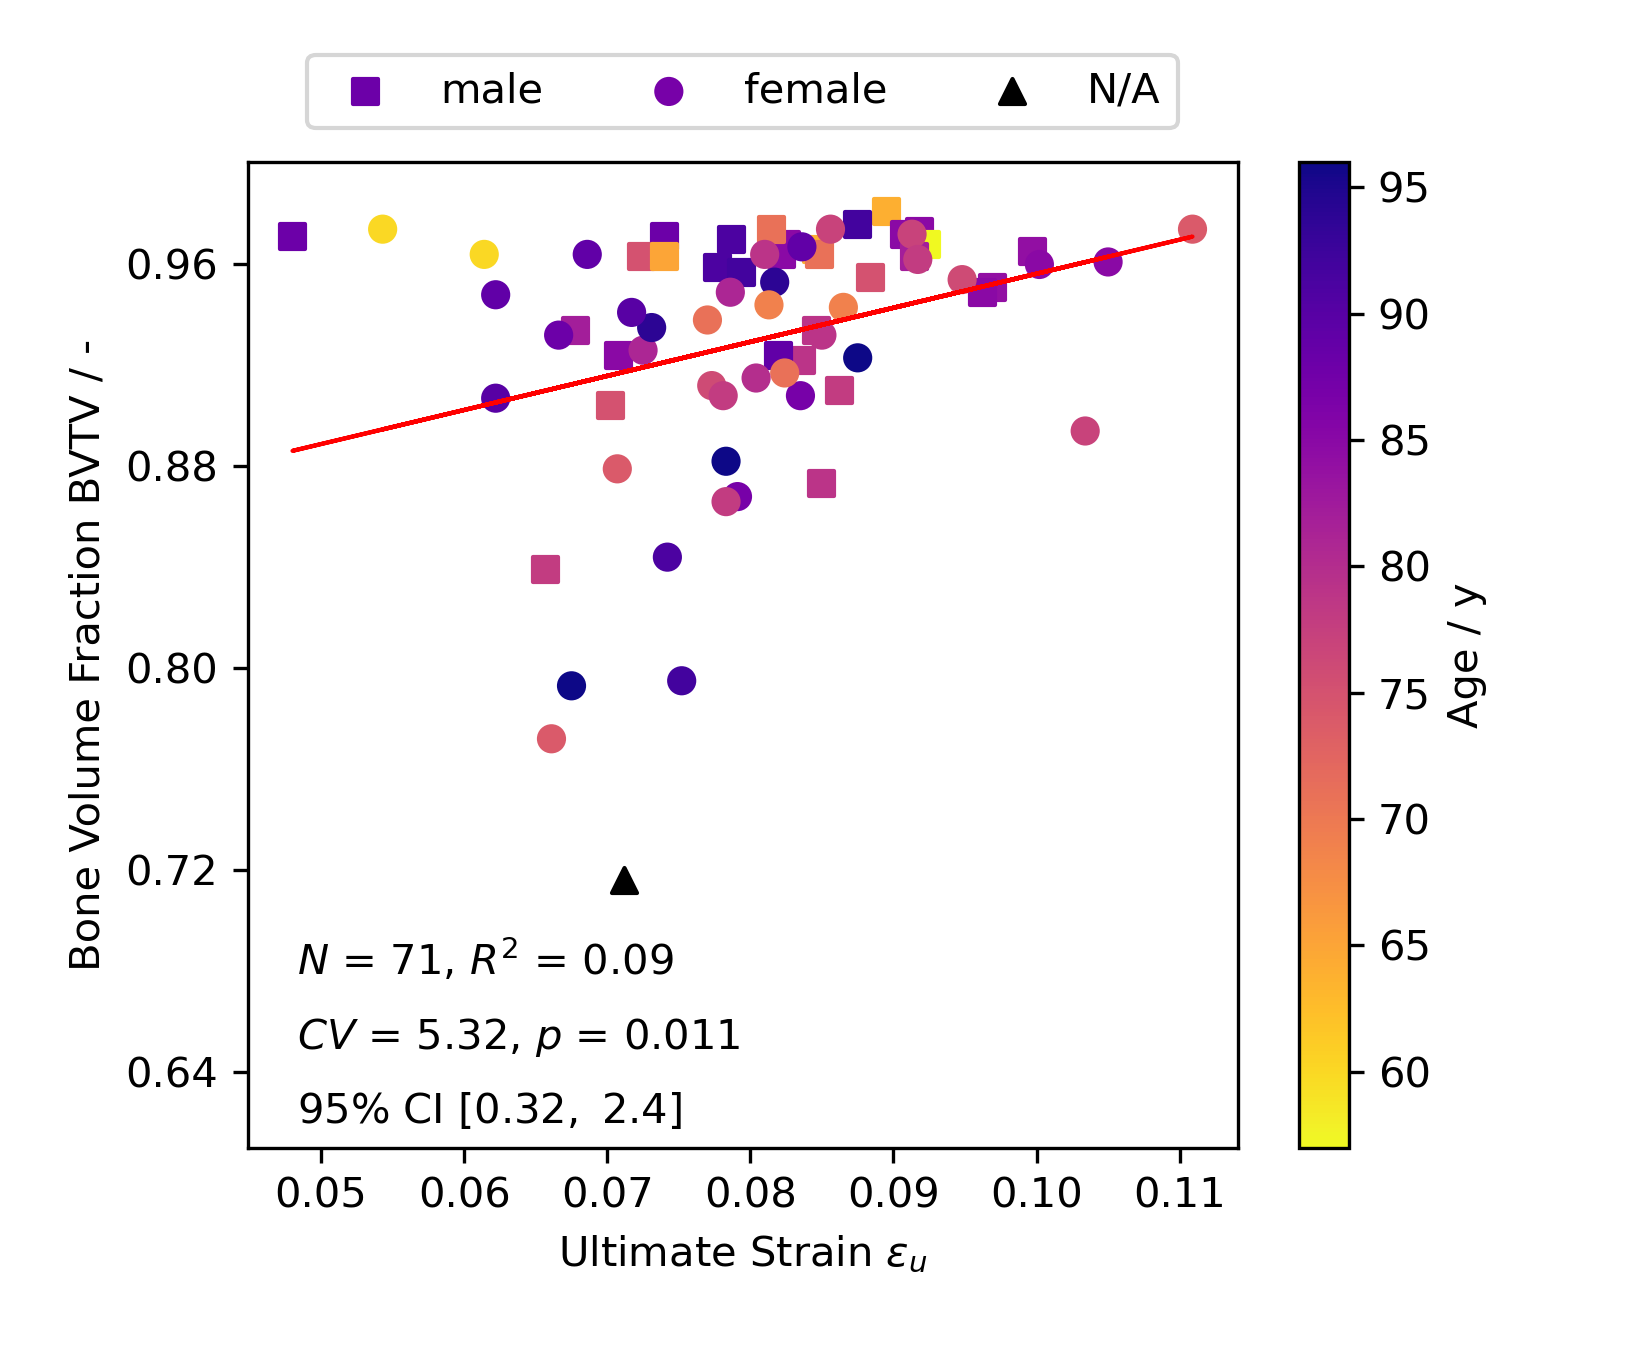 male female N/A
0.96
0.88
0.80
0.72
0.64
Bone Volume Fraction BVTV / -
N = 71, R² = 0.09
CV = 5.32, p = 0.011
95% CI [0.32, 2.4]
0.05 0.06 0.07 0.08 0.09 0.10 0.11
Ultimate Strain εᵤ
95
90
85
80
75
70
65
60
Age / y